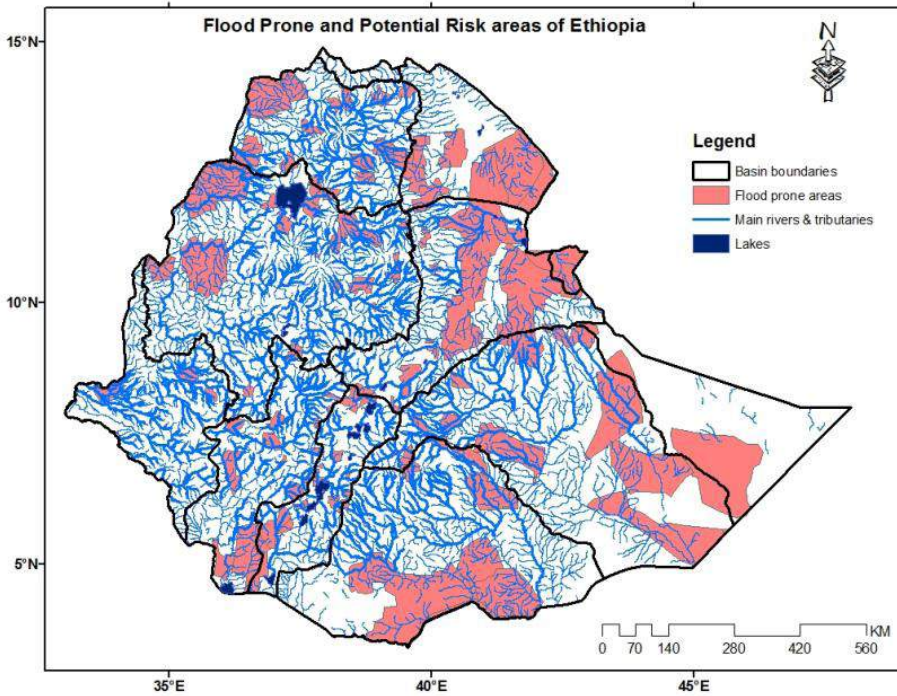 Flood Prone and Potential Risk areas of Ethiopia
15°N
N
Legend
Basin boundaries
Flood prone areas
Main rivers & tributaries
Lakes
10°N
5°N
KM
0 70 140 280 420 560
35°E 40°E 45°E